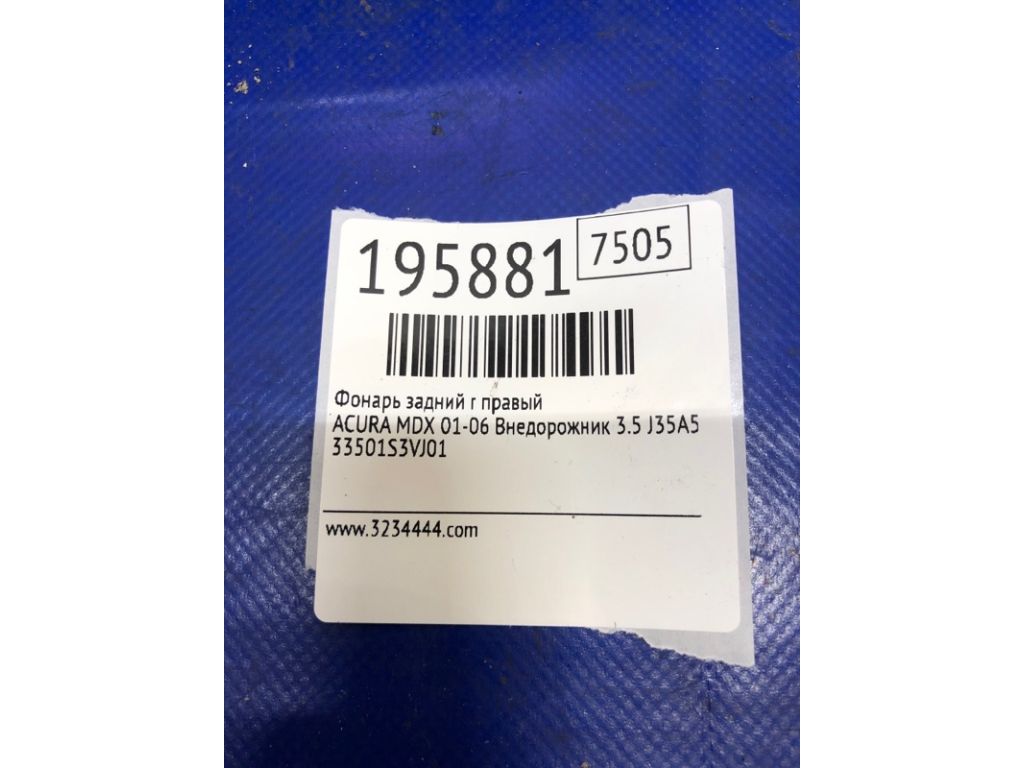 195881 7505
Фонарь задний г правый
ACURA MDX 01-06 Внедорожник 3.5 J35A5
33501S3VJ01
www.3234444.com